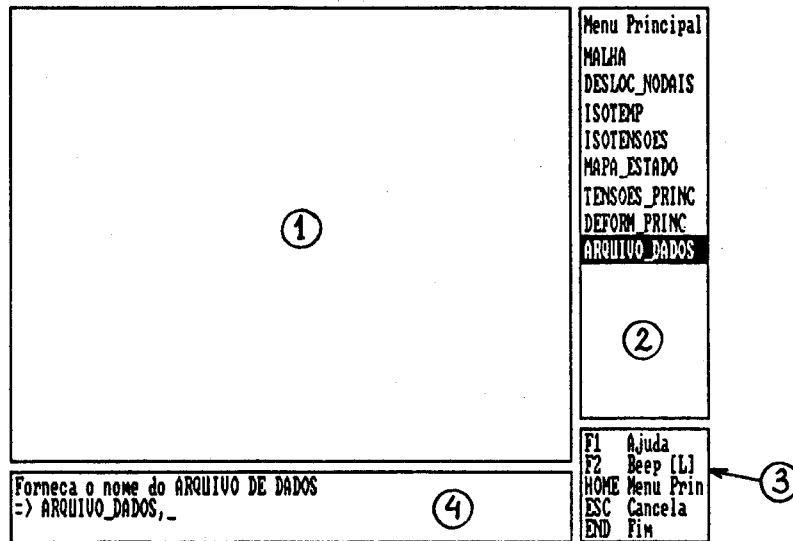 Menu Principal
MALHA
DESLOC_NODAIS
ISOTEMP
ISOTENSOES
MAPA_ESTADO
TENSOES_PRINC
DEFORM_PRINC
ARQUIVO_DADOS
1
2
F1 Ajuda
F2 Beep [L]
HOME Menu Prin
ESC Cancela
END Fim
3
Forneca o nome do ARQUIVO DE DADOS
=> ARQUIVO_DADOS,_
4